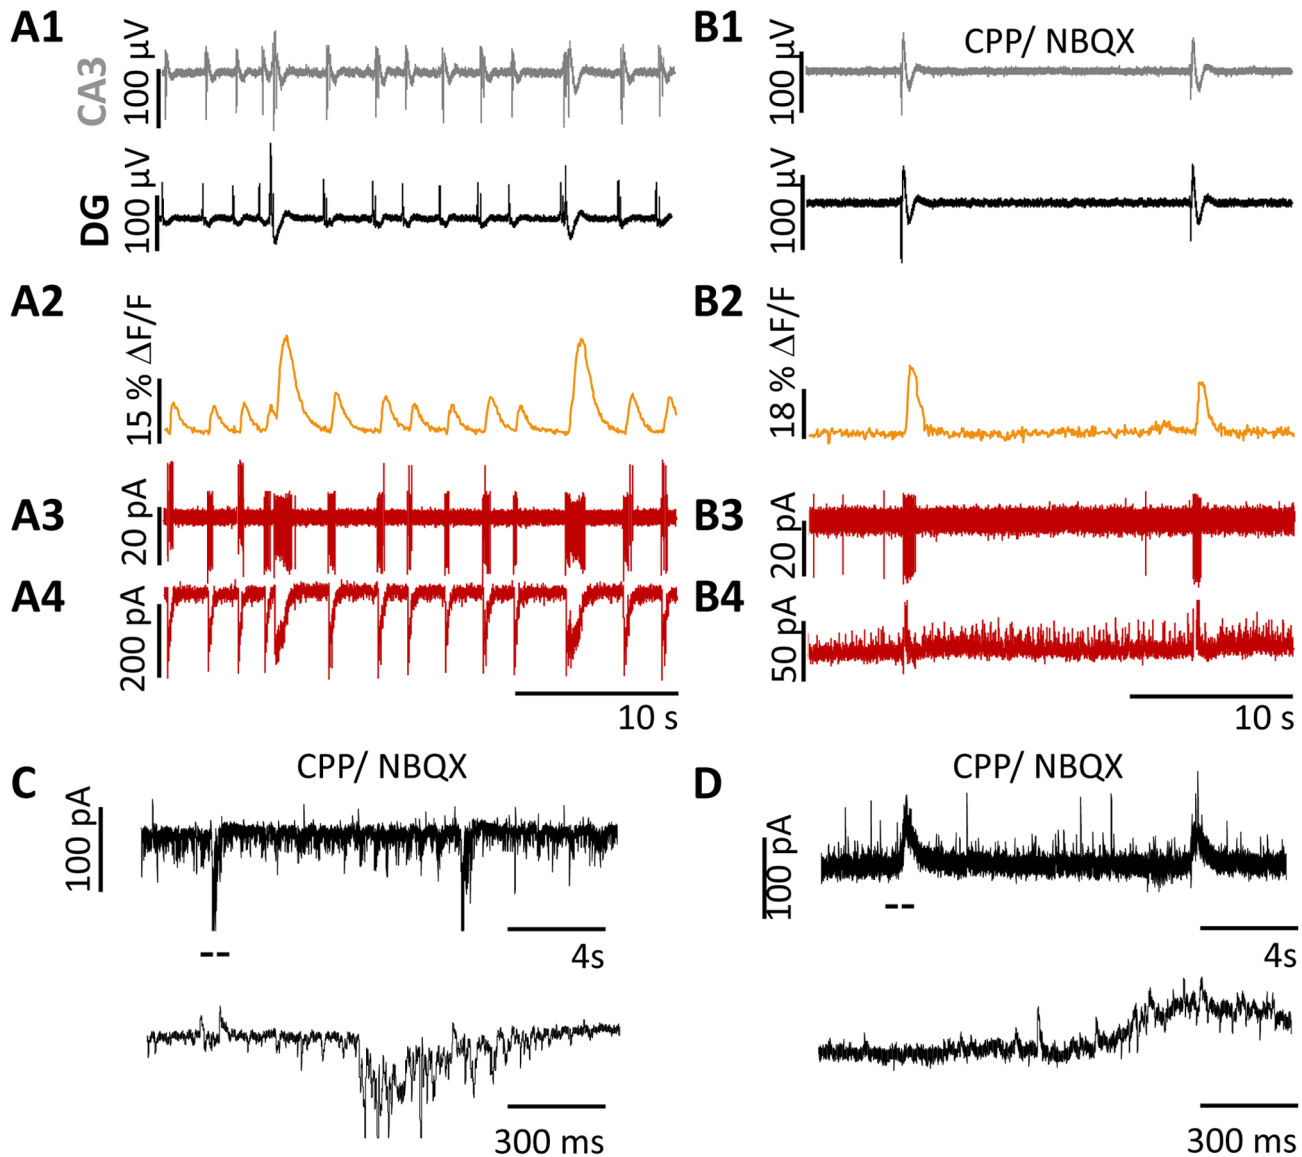 A1
CA3
100 µV
DG
100 µV
A2
15 % ΔF/F
A3
20 pA
A4
200 pA
10 s
B1
CPP/ NBQX
100 µV
100 µV
B2
18 % ΔF/F
B3
20 pA
B4
50 pA
10 s
C
CPP/ NBQX
100 pA
4s
300 ms
D
CPP/ NBQX
100 pA
4s
300 ms